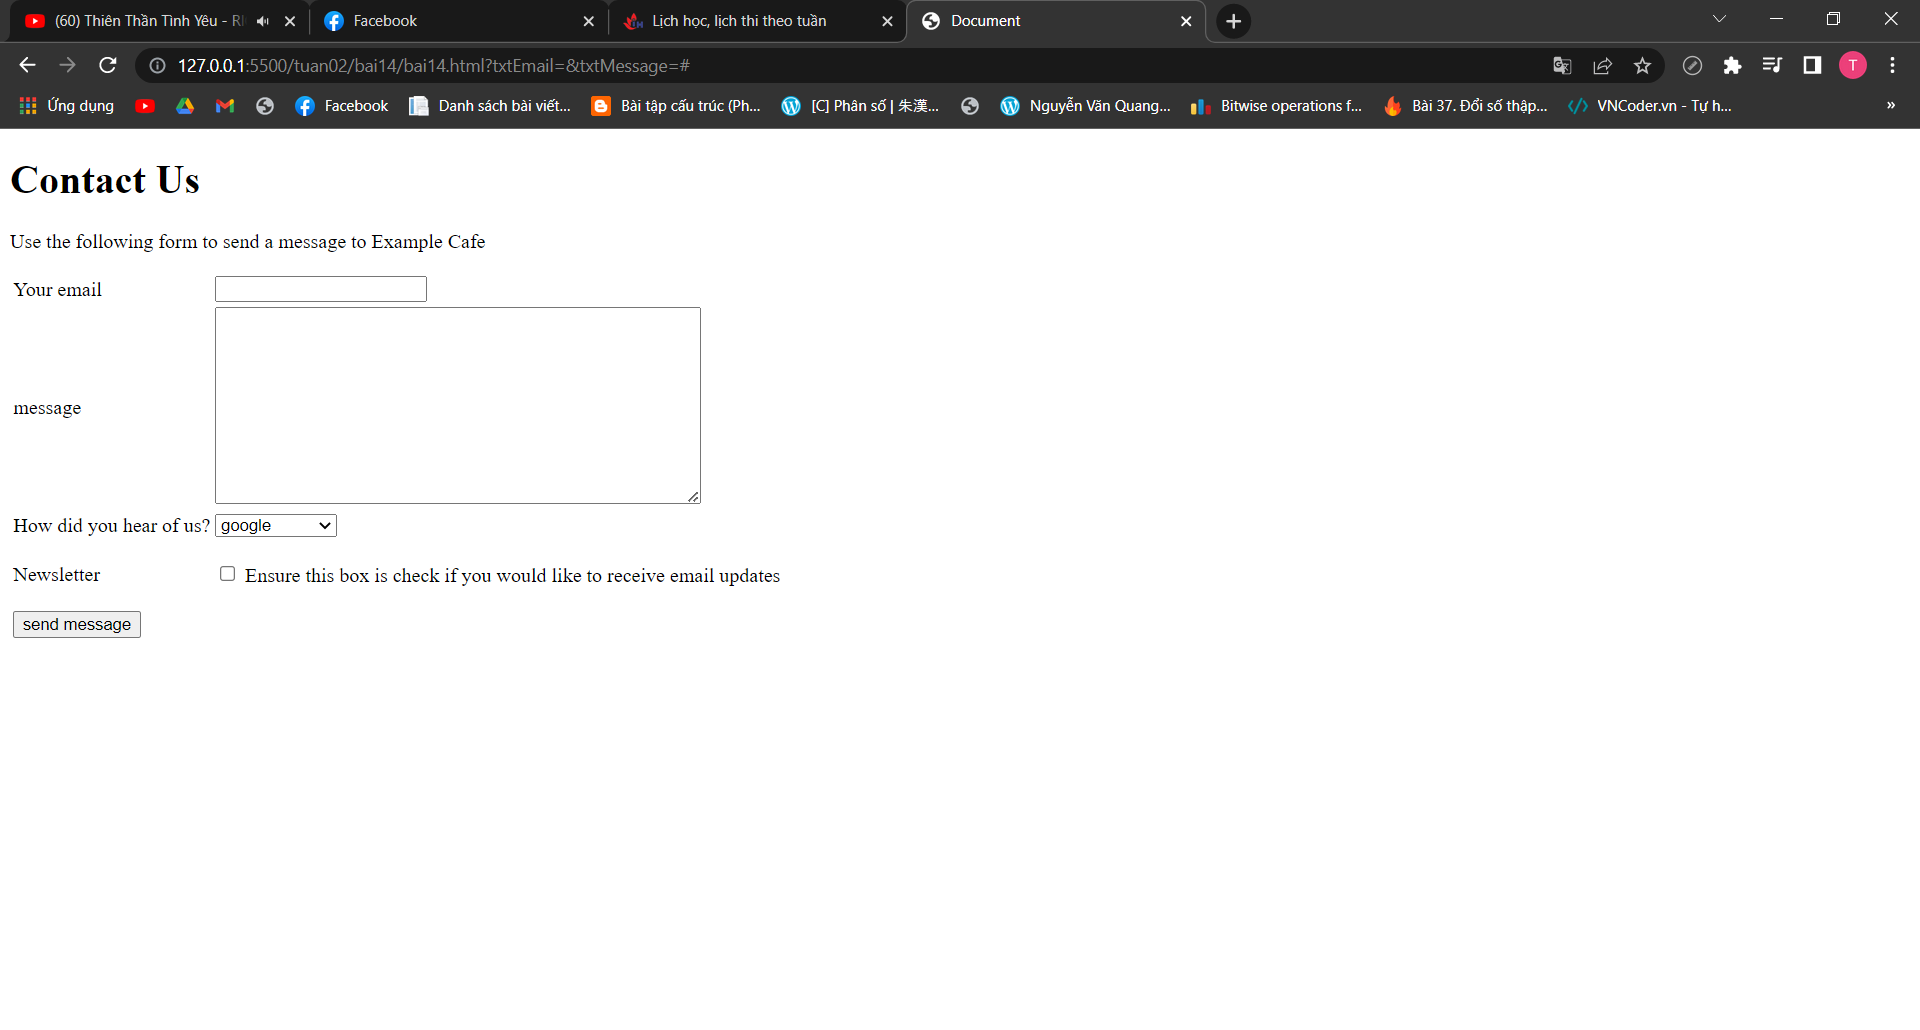 (60) Thiên Thần Tình Yêu - R
Facebook
Lịch học, lịch thi theo tuần
Document
127.0.0.1:5500/tuan02/bai14/bai14.html?txtEmail=&txtMessage=#
T
Ứng dụng
Facebook
Danh sách bài viết...
Bài tập cấu trúc (Ph...
[C] Phân số | 朱漢...
Nguyễn Văn Quang...
Bitwise operations f...
Bài 37. Đổi số thập...
VNCoder.vn - Tự h...
»
Contact Us
Use the following form to send a message to Example Cafe
Your email
message
How did you hear of us? google
Newsletter Ensure this box is check if you would like to receive email updates
send message